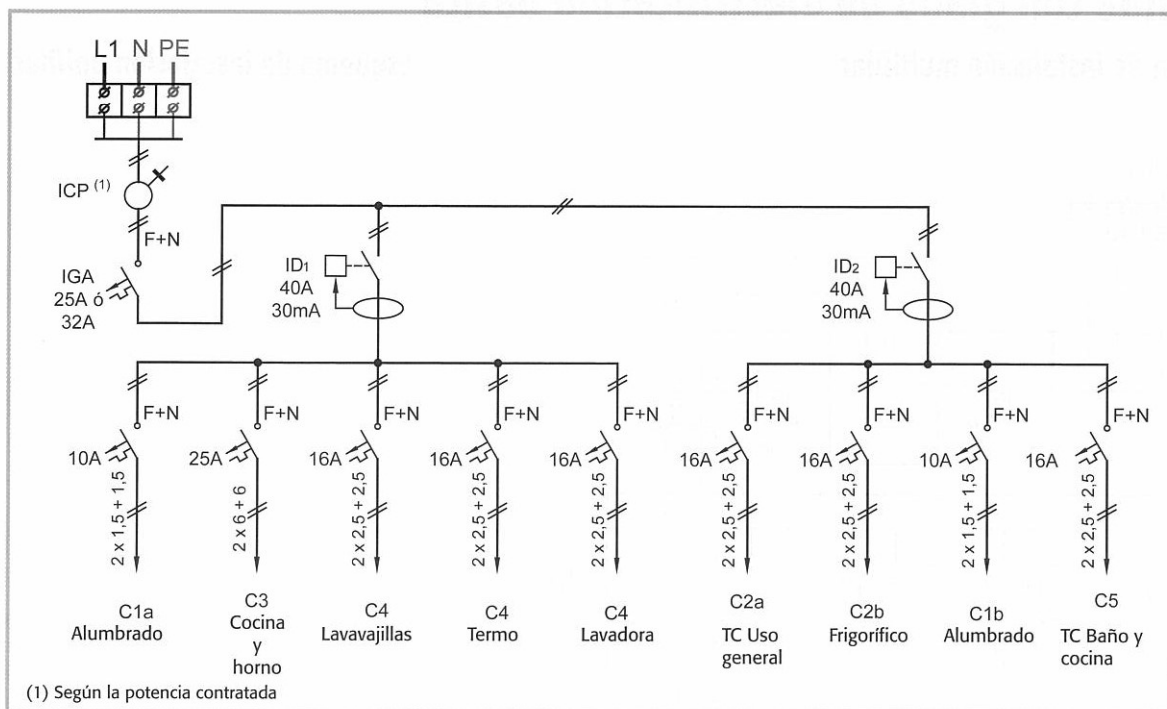 L1 N PE
ICP (1)
F+N
IGA
25A ó
32A
ID1
40A
30mA
ID2
40A
30mA
F+N
F+N
F+N
F+N
F+N
F+N
F+N
F+N
F+N
10A
25A
16A
16A
16A
16A
16A
10A
16A
2 x 1,5 + 1,5
2 x 6 + 6
2 x 2,5 + 2,5
2 x 2,5 + 2,5
2 x 2,5 + 2,5
2 x 2,5 + 2,5
2 x 2,5 + 2,5
2 x 1,5 + 1,5
2 x 2,5 + 2,5
C1a
Alumbrado
C3
Cocina
y
horno
C4
Lavavajillas
C4
Termo
C4
Lavadora
C2a
TC Uso
general
C2b
Frigorífico
C1b
Alumbrado
C5
TC Baño y
cocina
(1) Según la potencia contratada